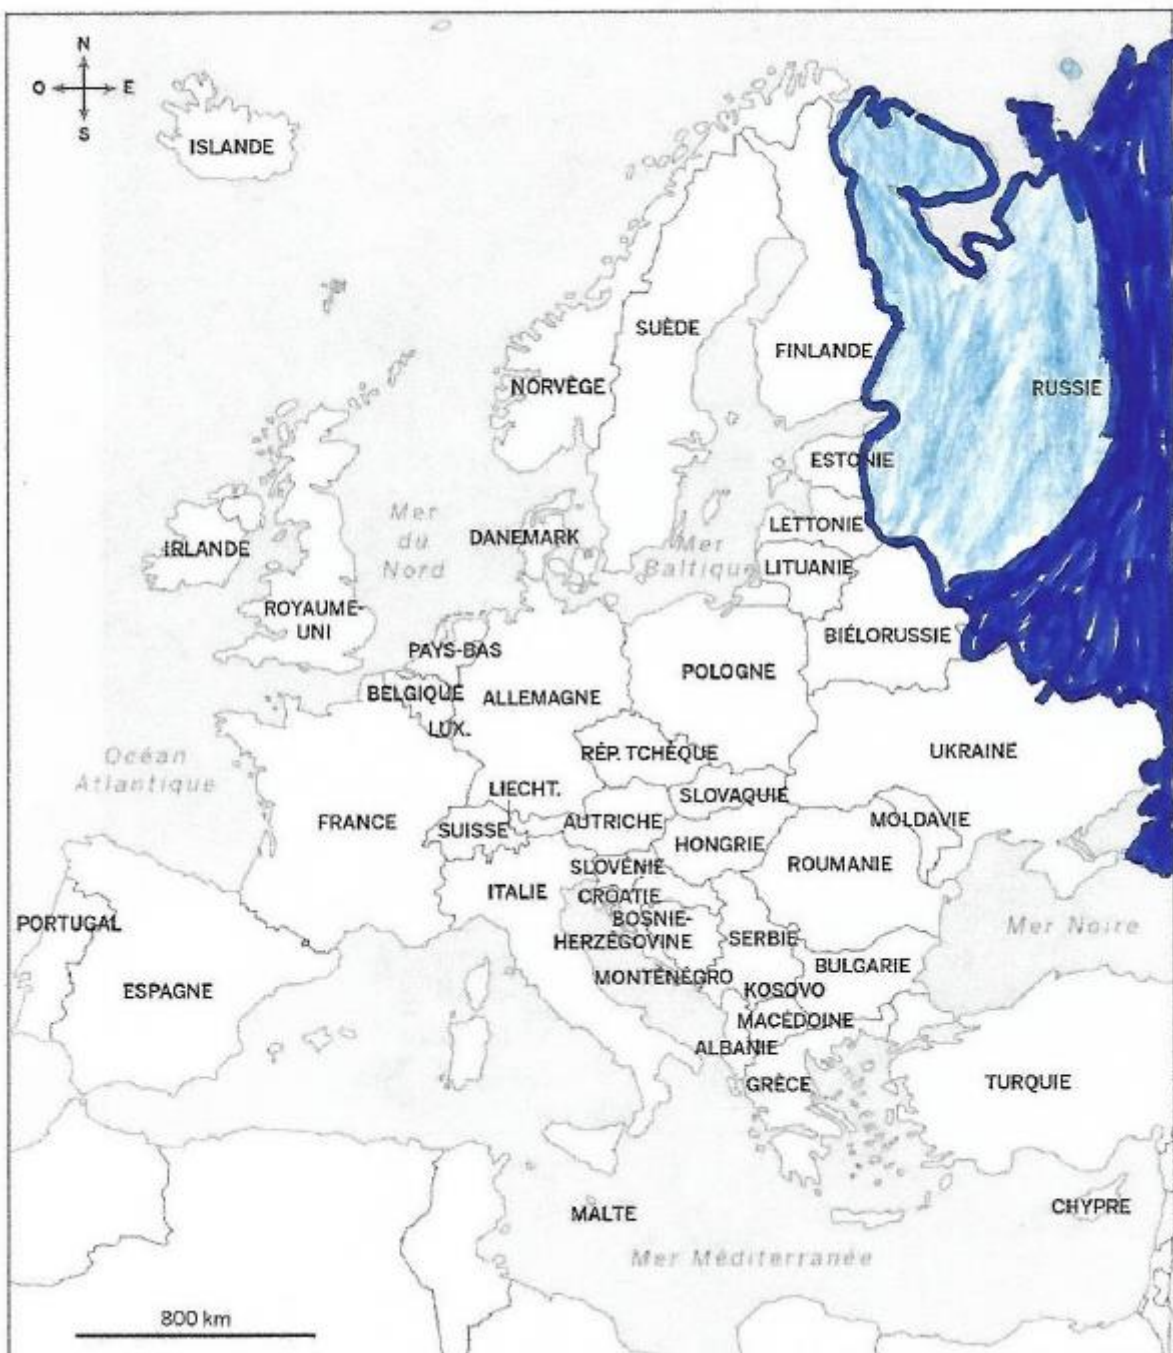 N
O E
S
ISLANDE
SUÈDE
FINLANDE
NORVÈGE
RUSSIE
ESTONIE
Mer
du
Nord
DANEMARK
LETTONIE
IRLANDE
Mer
Baltique
LITUANIE
ROYAUME-
UNI
BIÉLORUSSIE
PAYS-BAS
POLOGNE
BELGIQUE
ALLEMAGNE
LUX.
Océan
Atlantique
RÉP. TCHÈQUE
UKRAINE
LIECHT.
SLOVAQUIE
FRANCE
SUISSE
AUTRICHE
MOLDAVIE
HONGRIE
ROUMANIE
SLOVÉNIE
ITALIE
CROATIE
PORTUGAL
BOSNIE-
HERZÉGOVINE
SERBIE
Mer Noire
BULGARIE
MONTÉNÉGRO
ESPAGNE
KOSOVO
MACÉDOINE
ALBANIE
GRÈCE
TURQUIE
MALTE
CHYPRE
Mer Méditerranée
800 km